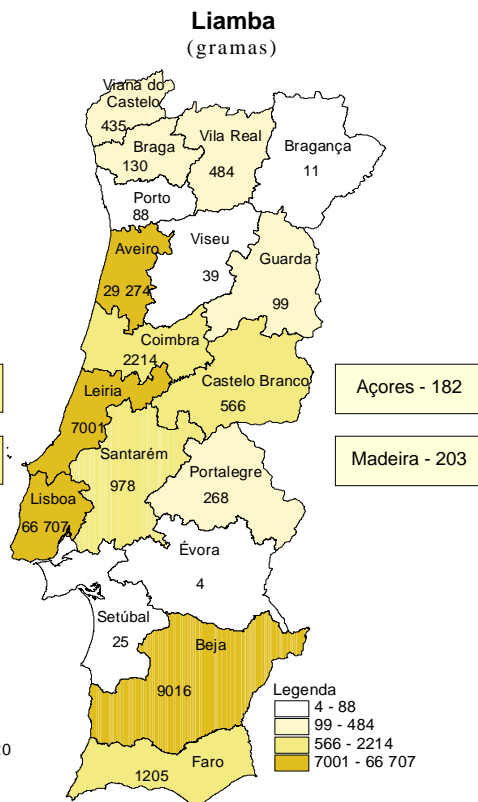 Liamba
(gramas)
Viana do
Castelo
435
Braga
130
Vila Real
484
Bragança
11
Porto
88
Aveiro
29 274
Viseu
39
Guarda
99
Coimbra
2214
Castelo Branco
566
Leiria
7001
Santarém
978
Portalegre
268
Lisboa
66 707
Évora
4
Setúbal
25
Beja
9016
Faro
1205
Açores - 182
Madeira - 203
Legenda
4 - 88
99 - 484
566 - 2214
7001 - 66 707